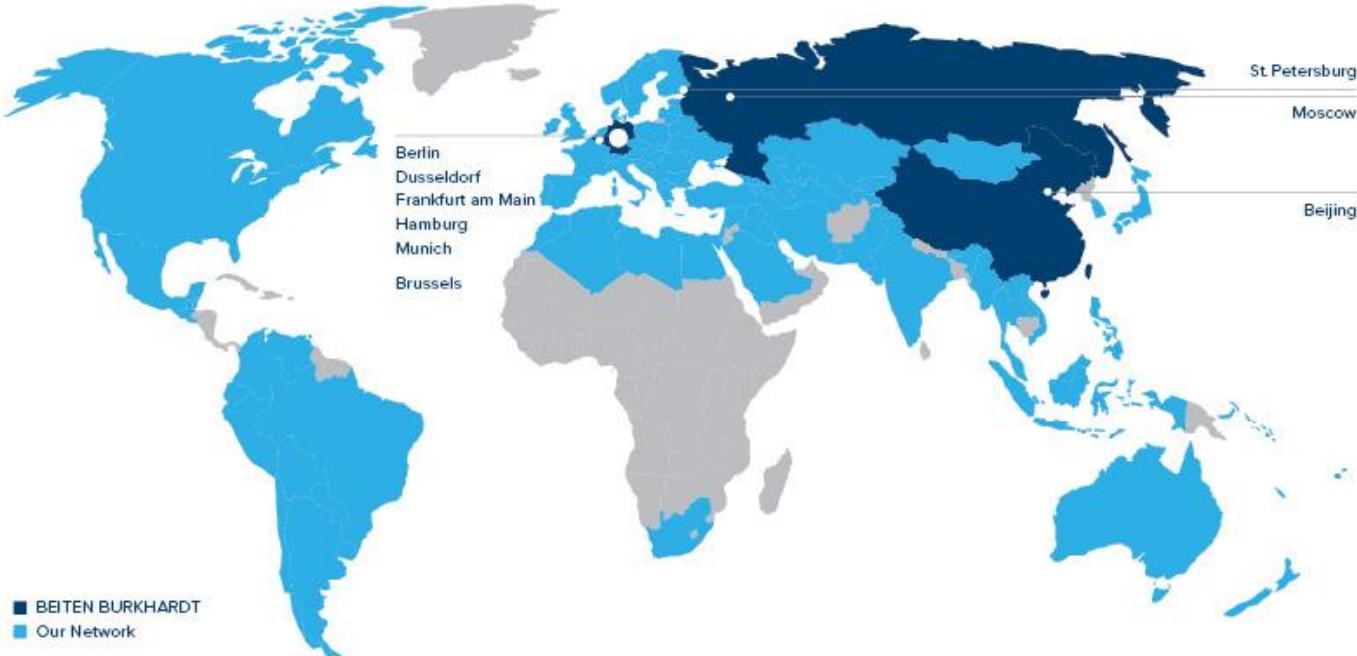 St. Petersburg
Moscow
Berlin
Dusseldorf
Frankfurt am Main
Hamburg
Munich
Brussels
Beijing
BEITEN BURKHARDT
Our Network